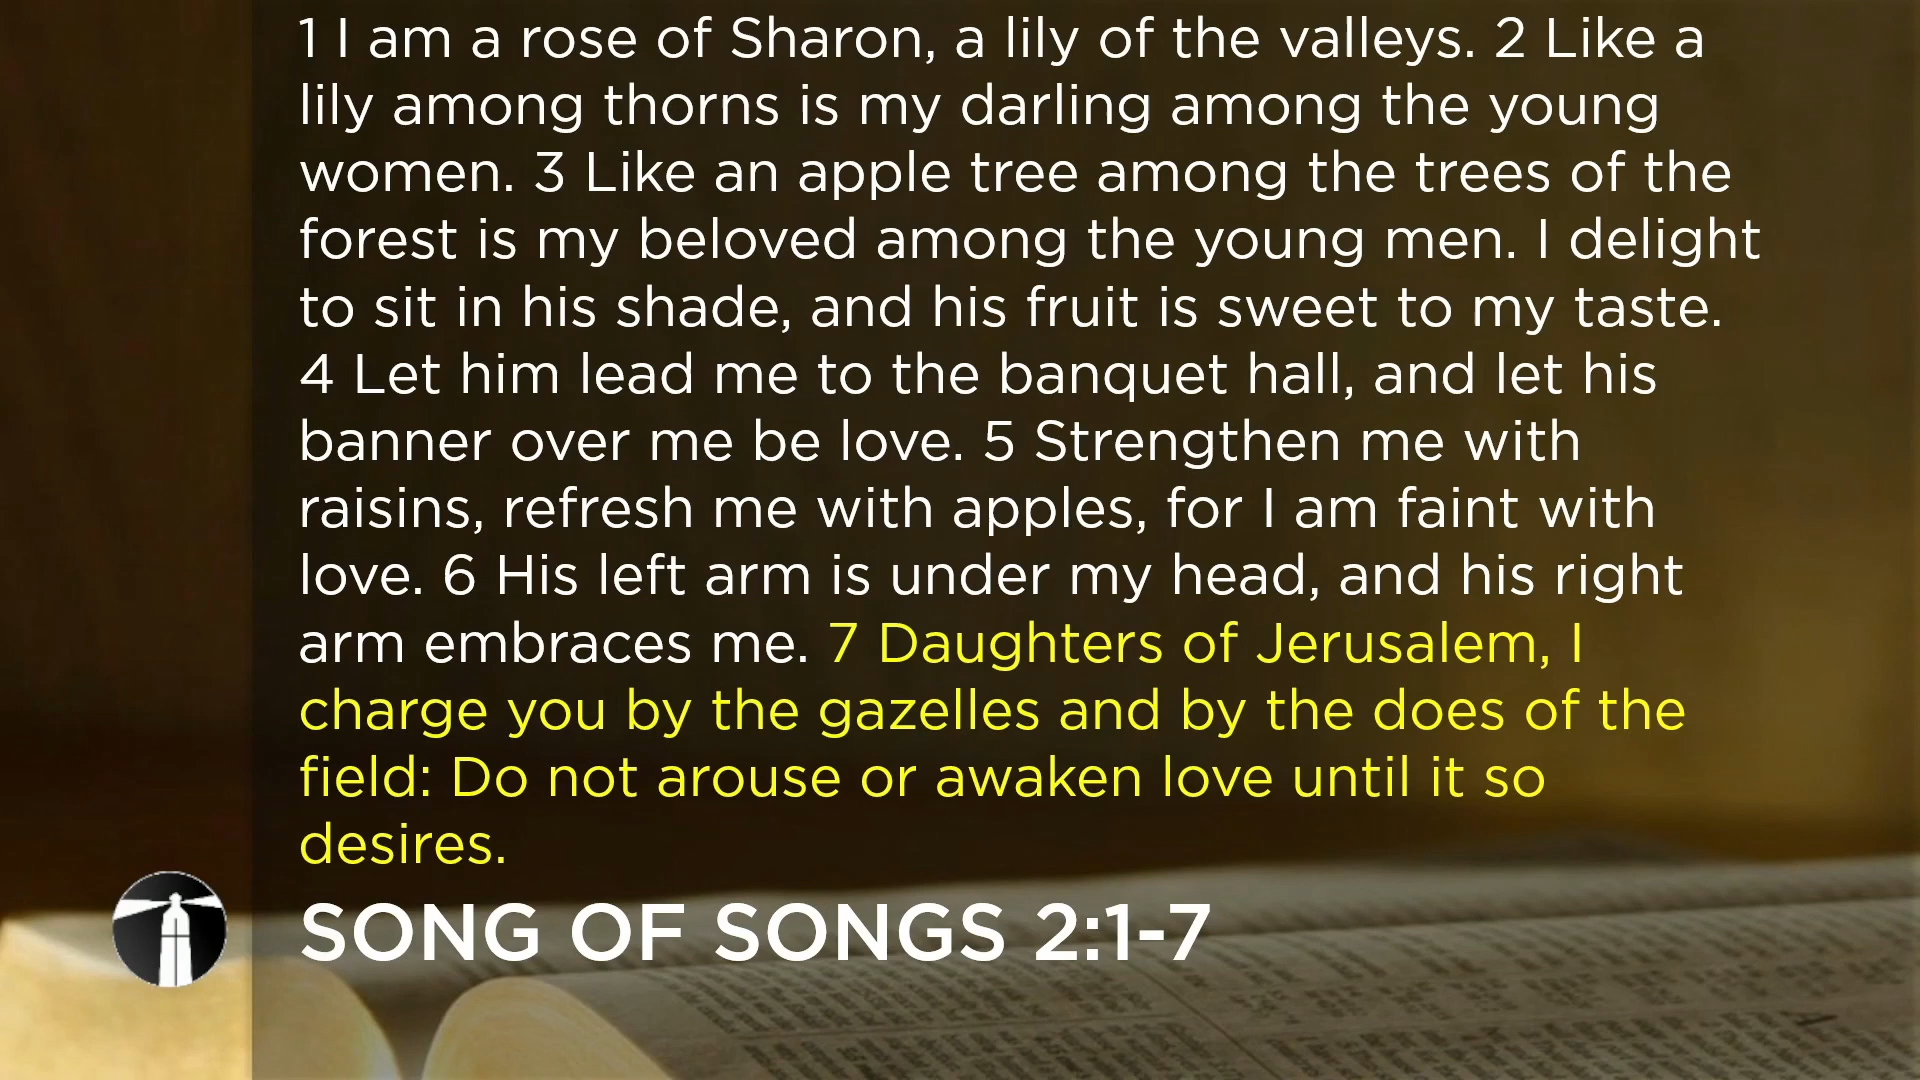 1 I am a rose of Sharon, a lily of the valleys. 2 Like a
lily among thorns is my darling among the young
women. 3 Like an apple tree among the trees of the
forest is my beloved among the young men. I delight
to sit in his shade, and his fruit is sweet to my taste.
4 Let him lead me to the banquet hall, and let his
banner over me be love. 5 Strengthen me with
raisins, refresh me with apples, for I am faint with
love. 6 His left arm is under my head, and his right
arm embraces me. 7 Daughters of Jerusalem, I
charge you by the gazelles and by the does of the
field: Do not arouse or awaken love until it so
desires.
SONG OF SONGS 2:1-7